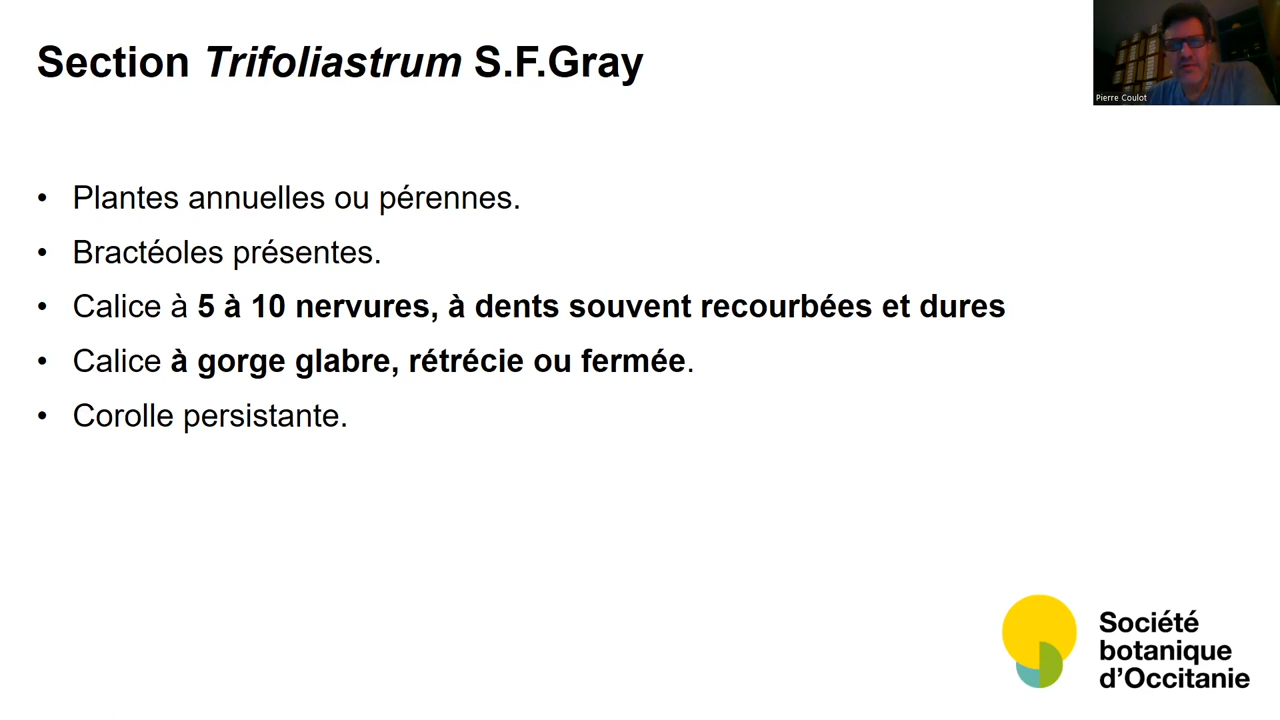 Section Trifoliastrum S.F.Gray
Pierre Coulot
• Plantes annuelles ou pérennes.
• Bractéoles présentes.
• Calice à 5 à 10 nervures, à dents souvent recourbées et dures
• Calice à gorge glabre, rétrécie ou fermée.
• Corolle persistante.
Société
botanique
d’Occitanie